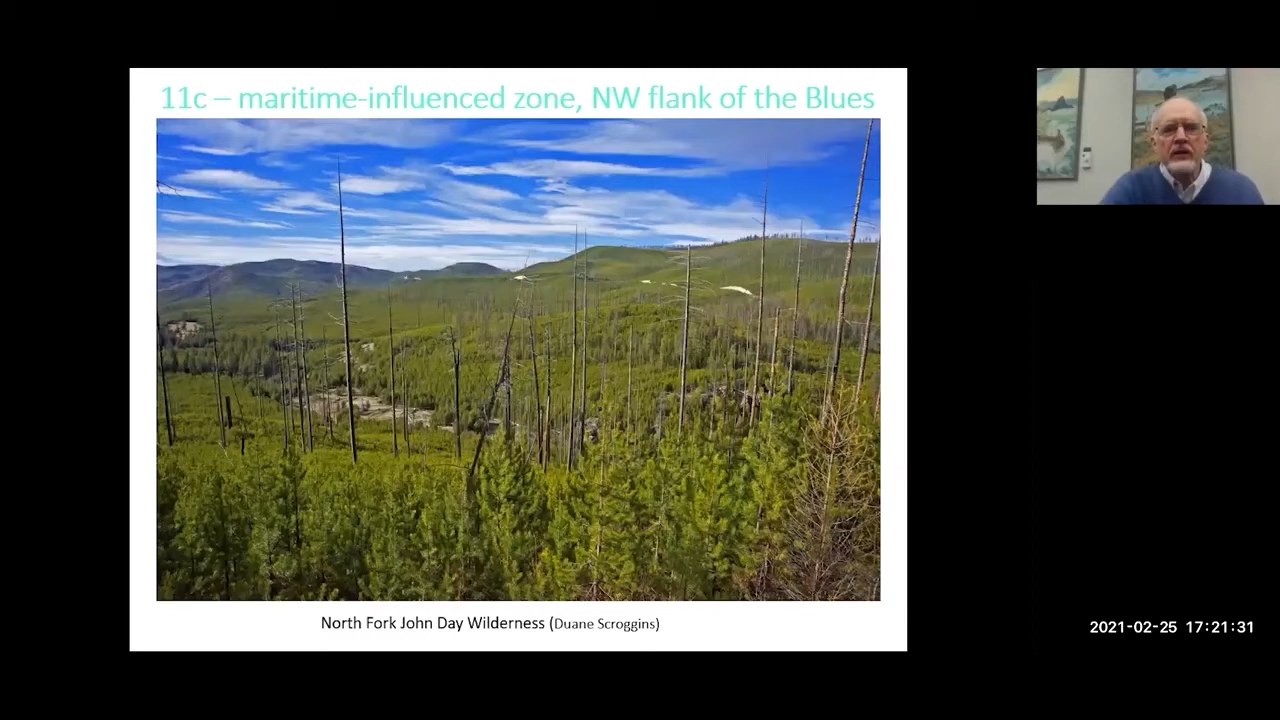 11c – maritime-influenced zone, NW flank of the Blues
North Fork John Day Wilderness (Duane Scroggins)
2021-02-25 17:21:31